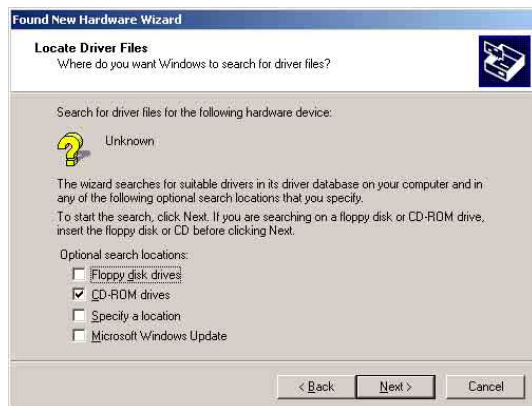 Found New Hardware Wizard
Locate Driver Files
Where do you want Windows to search for driver files?
Search for driver files for the following hardware device:
Unknown
The wizard searches for suitable drivers in its driver database on your computer and in
any of the following optional search locations that you specify.
To start the search, click Next. If you are searching on a floppy disk or CD-ROM drive,
insert the floppy disk or CD before clicking Next.
Optional search locations:
Floppy disk drives
CD-ROM drives
Specify a location
Microsoft Windows Update
< Back Next > Cancel